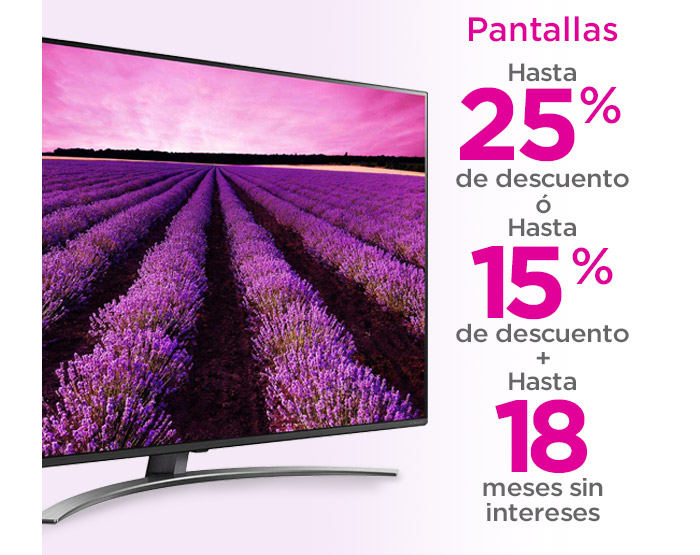 Pantallas
Hasta
25%
de descuento
ó
Hasta
15%
de descuento
+
Hasta
18
meses sin
intereses